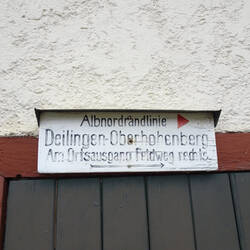 Albnordrandlinie
Deilingen-Oberhohenberg
Am Ortsausgang Feldweg rechts